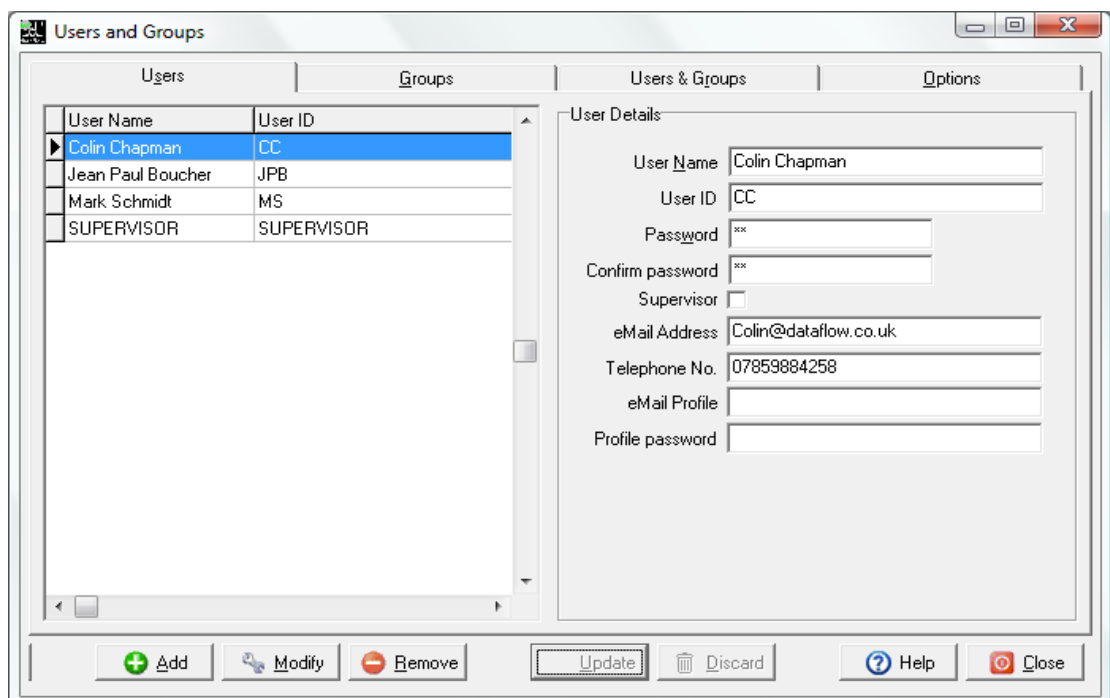 Users and Groups
Users Groups Users & Groups Options
User Name User ID
Colin Chapman CC
Jean Paul Boucher JPB
Mark Schmidt MS
SUPERVISOR SUPERVISOR
User Details
User Name Colin Chapman
User ID CC
Password **
Confirm password **
Supervisor
eMail Address Colin@dataflow.co.uk
Telephone No. 07859884258
eMail Profile
Profile password
Add Modify Remove Update Discard Help Close